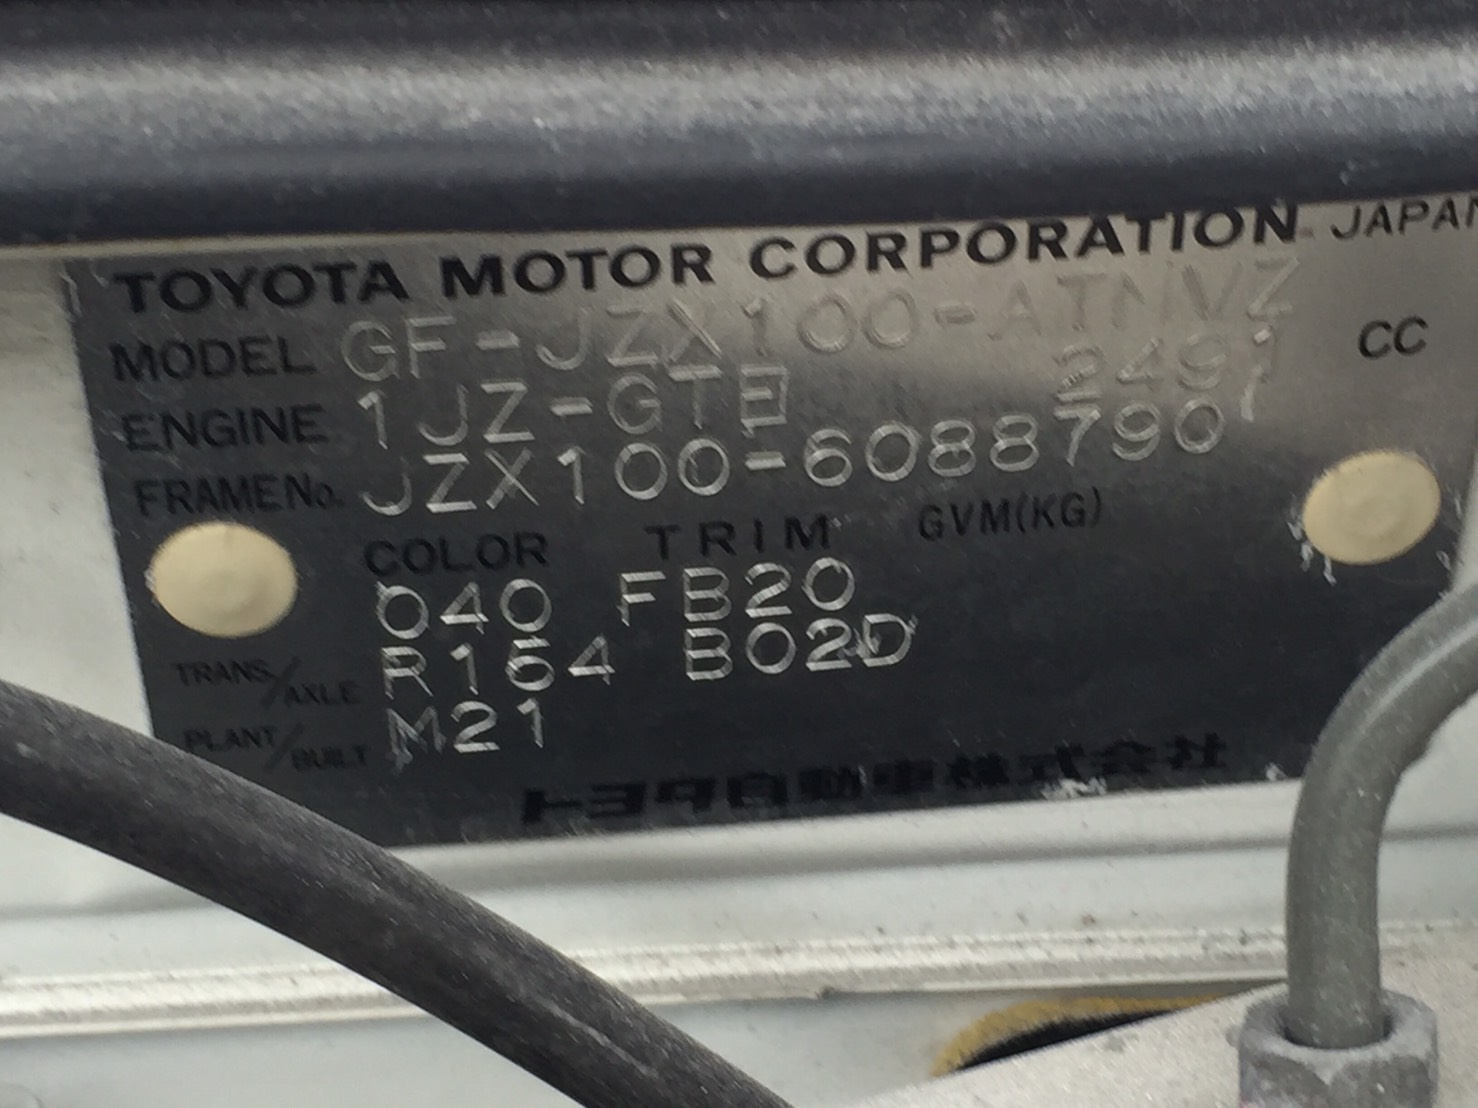 TOYOTA MOTOR CORPORATION JAPAN
MODEL GF-JZX100-ATMVZ
ENGINE 1JZ-GTE 2491 CC
FRAME No. JZX100-6088790
COLOR TRIM GVM(KG)
040 FB20
TRANS/AXLE R154 B02D
PLANT/BUILT M21
トヨタ自動車株式会社